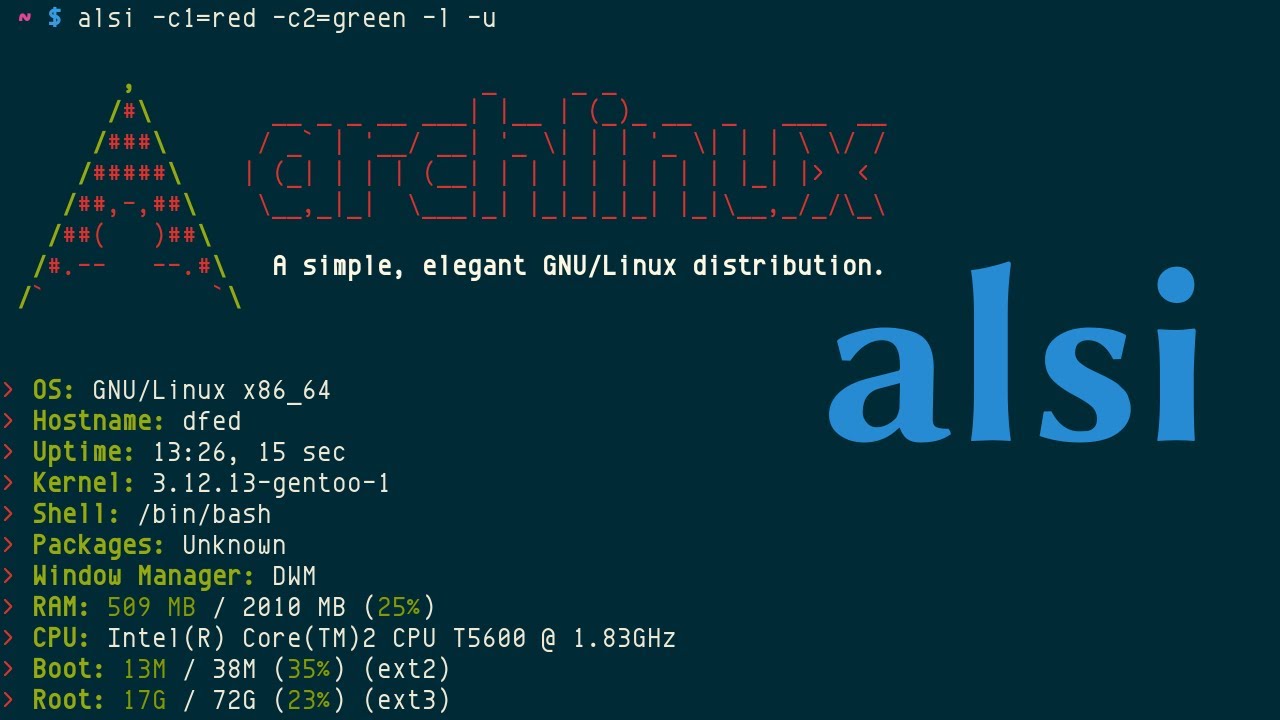 ~ $ alsi -c1=red -c2=green -l -u
archlinux
A simple, elegant GNU/Linux distribution.
alsi
> OS: GNU/Linux x86_64
> Hostname: dfed
> Uptime: 13:26, 15 sec
> Kernel: 3.12.13-gentoo-1
> Shell: /bin/bash
> Packages: Unknown
> Window Manager: DWM
> RAM: 509 MB / 2010 MB (25%)
> CPU: Intel(R) Core(TM)2 CPU T5600 @ 1.83GHz
> Boot: 13M / 38M (35%) (ext2)
> Root: 17G / 72G (23%) (ext3)